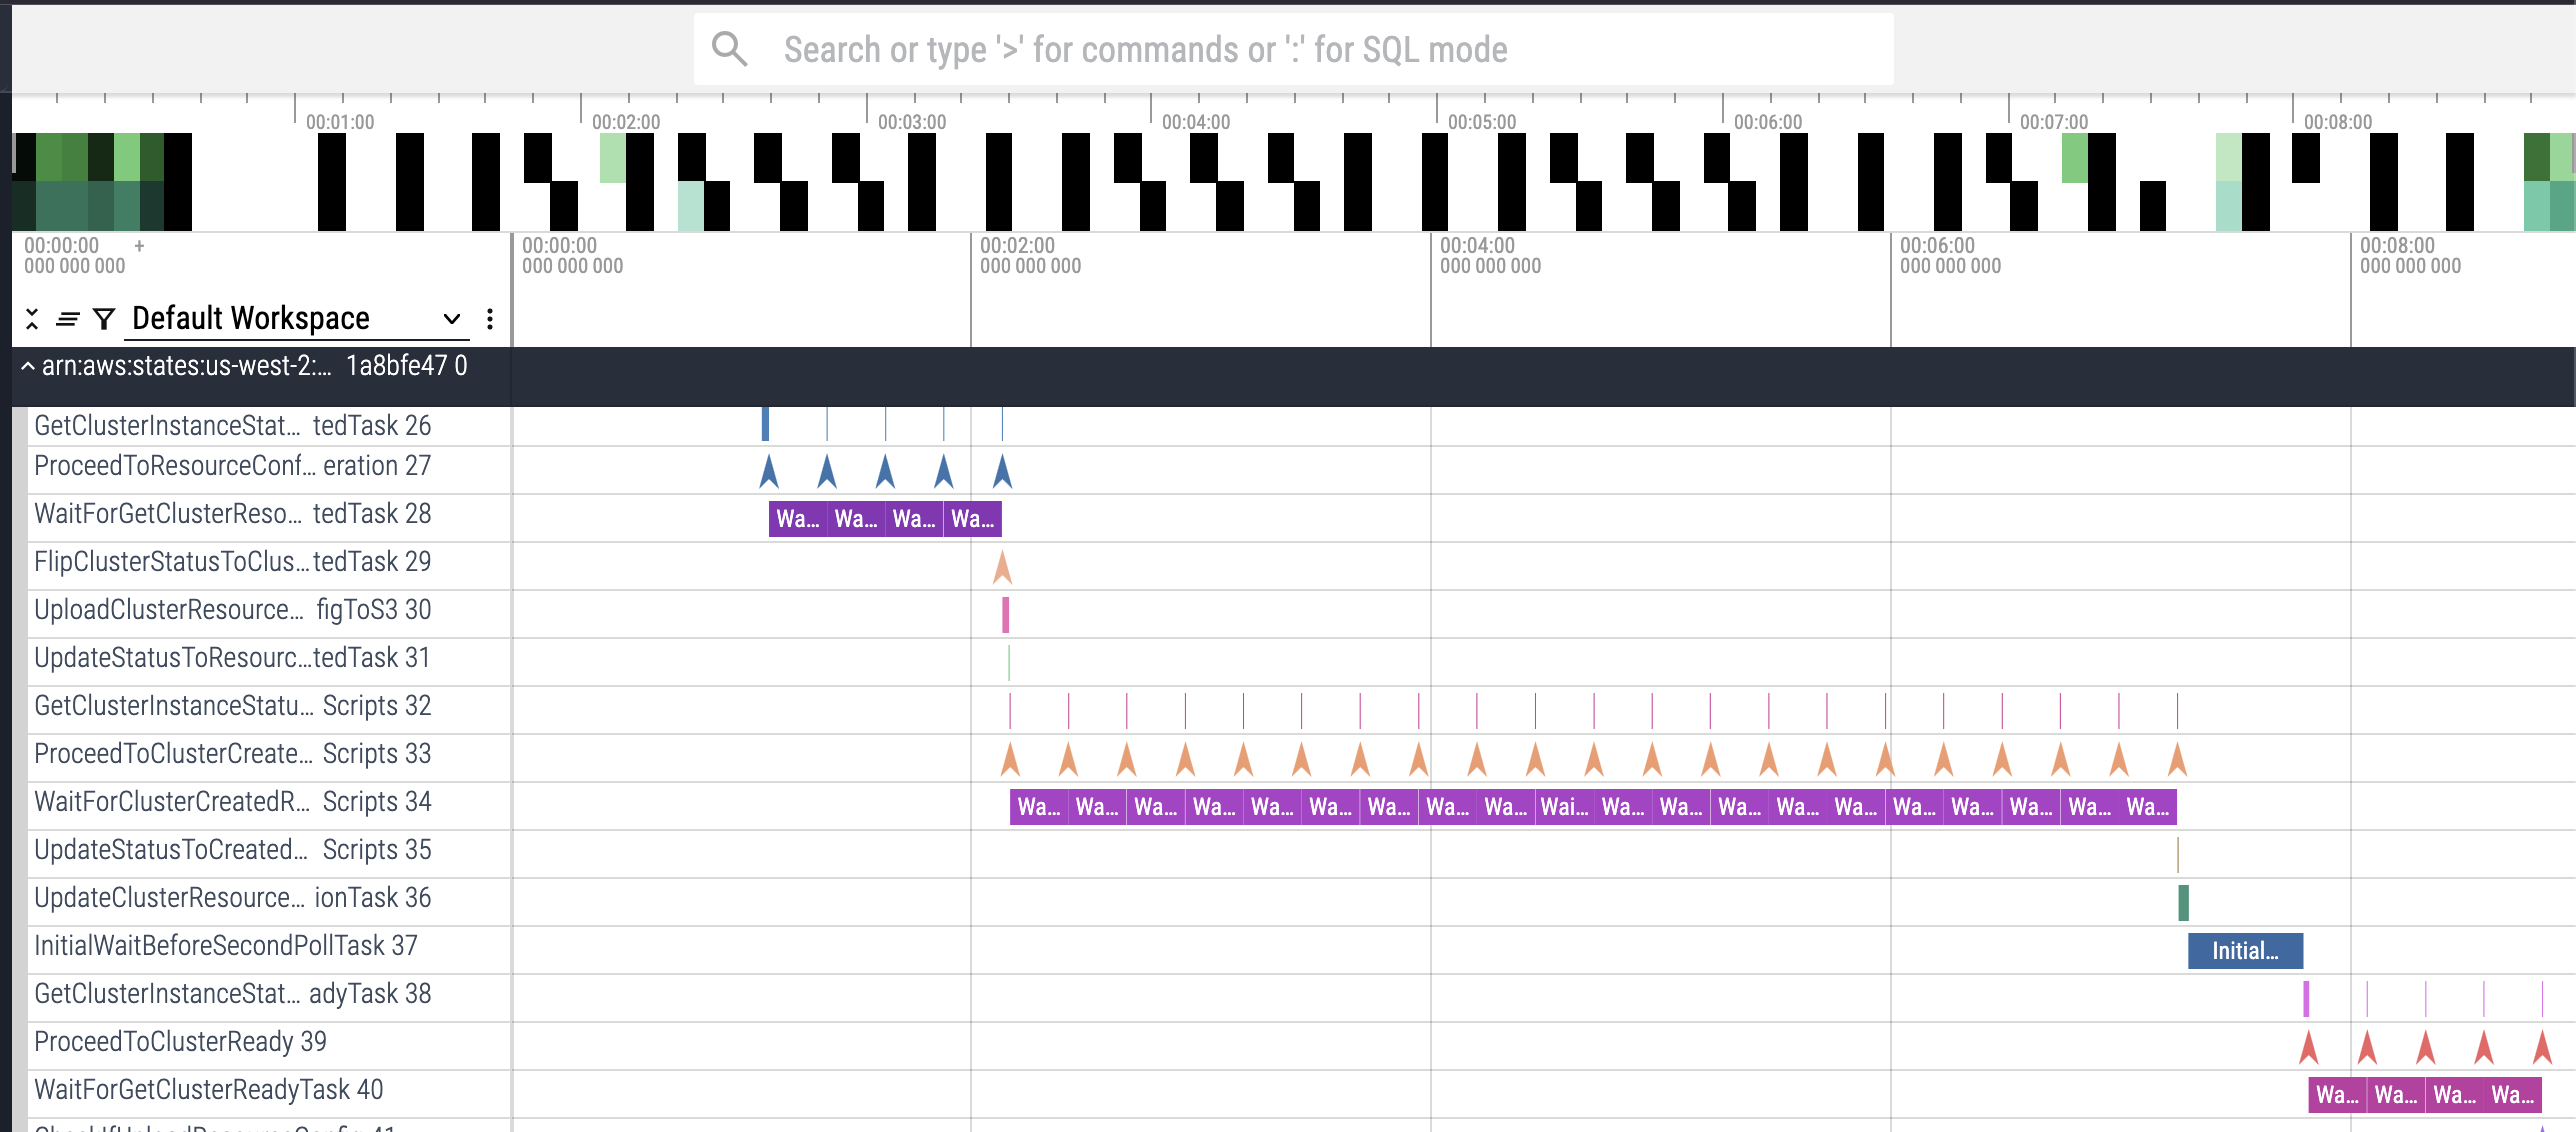 Search or type '>' for commands or ':' for SQL mode
00:01:00 00:02:00 00:03:00 00:04:00 00:05:00 00:06:00 00:07:00 00:08:00
00:00:00 + 00:00:00 00:02:00 00:04:00 00:06:00 00:08:00
000 000 000 000 000 000 000 000 000 000 000 000 000 000 000 000 000 000
Default Workspace
arn:aws:states:us-west-2:... 1a8bfe47 0
GetClusterInstanceStat... tedTask 26
ProceedToResourceConf... eration 27
WaitForGetClusterReso... tedTask 28 Wa... Wa... Wa... Wa...
FlipClusterStatusToClus...tedTask 29
UploadClusterResource... figToS3 30
UpdateStatusToResourc...tedTask 31
GetClusterInstanceStatu... Scripts 32
ProceedToClusterCreate... Scripts 33
WaitForClusterCreatedR... Scripts 34 Wa... Wa... Wa... Wa... Wa... Wa... Wa... Wa... Wa... Wai... Wa... Wa... Wa... Wa... Wa... Wa... Wa... Wa... Wa... Wa...
UpdateStatusToCreated... Scripts 35
UpdateClusterResource... ionTask 36
InitialWaitBeforeSecondPollTask 37 Initial...
GetClusterInstanceStat... adyTask 38
ProceedToClusterReady 39
WaitForGetClusterReadyTask 40 Wa... Wa... Wa... Wa...